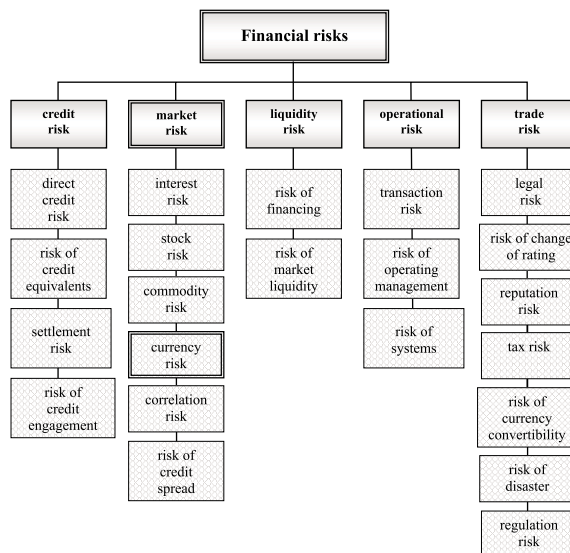 Financial risks
credit
risk
market
risk
liquidity
risk
operational
risk
trade
risk
direct
credit
risk
risk of
credit
equivalents
settlement
risk
risk of
credit
engagement
interest
risk
stock
risk
commodity
risk
currency
risk
correlation
risk
risk of
credit
spread
risk of
financing
risk of
market
liquidity
transaction
risk
risk of
operating
management
risk of
systems
legal
risk
risk of change
of rating
reputation
risk
tax risk
risk of
currency
convertibility
risk of
disaster
regulation
risk